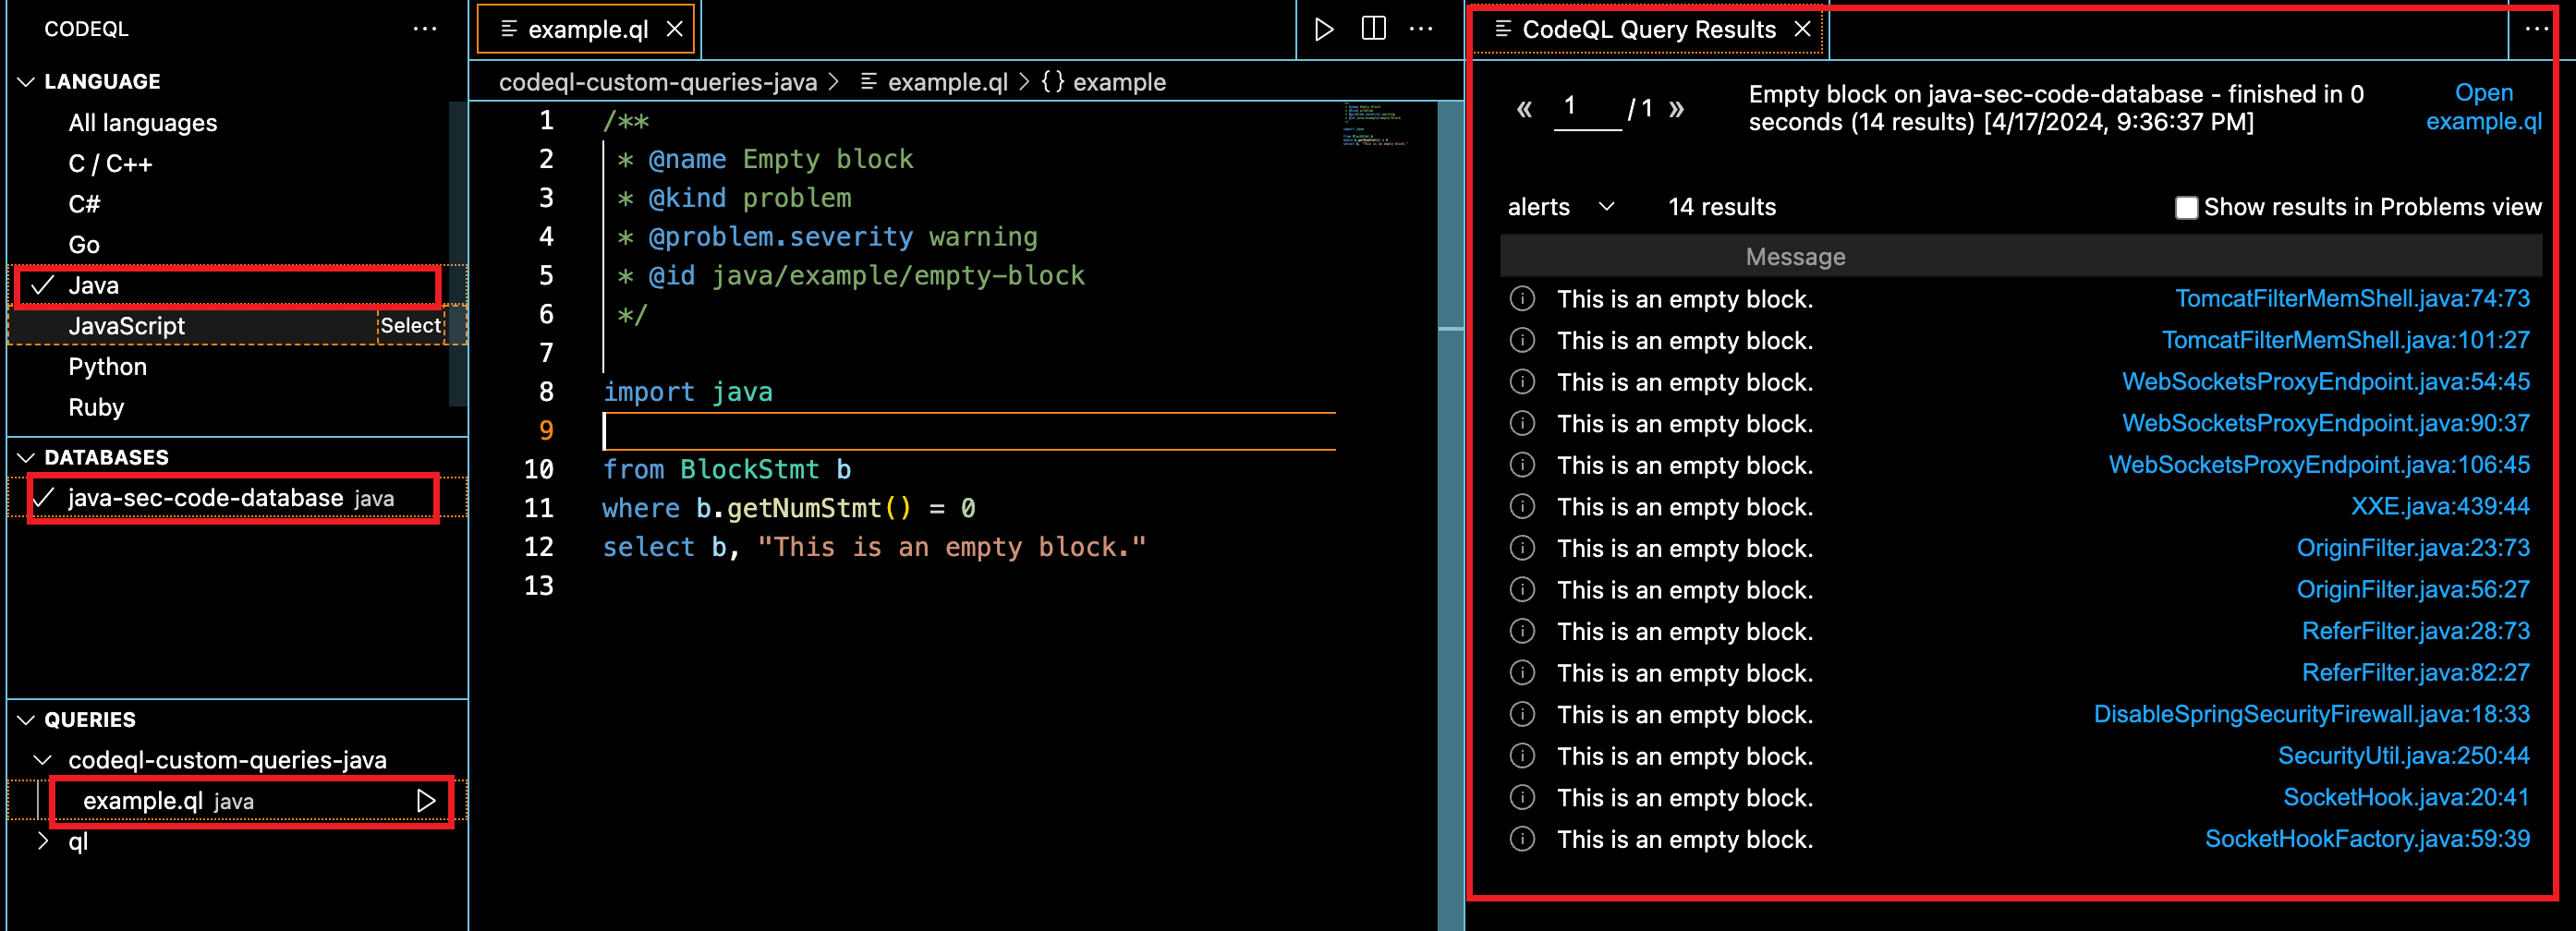 CODEQL
LANGUAGE
All languages
C / C++
C#
Go
Java
JavaScript Select
Python
Ruby
DATABASES
java-sec-code-database java
QUERIES
codeql-custom-queries-java
example.ql java
ql
example.ql
codeql-custom-queries-java > example.ql > {} example
1 /**
2 * @name Empty block
3 * @kind problem
4 * @problem.severity warning
5 * @id java/example/empty-block
6 */
7
8 import java
9
10 from BlockStmt b
11 where b.getNumStmt() = 0
12 select b, "This is an empty block."
13
CodeQL Query Results
« 1 / 1 »
Empty block on java-sec-code-database - finished in 0
seconds (14 results) [4/17/2024, 9:36:37 PM]
Open
example.ql
alerts 14 results Show results in Problems view
Message
This is an empty block. TomcatFilterMemShell.java:74:73
This is an empty block. TomcatFilterMemShell.java:101:27
This is an empty block. WebSocketsProxyEndpoint.java:54:45
This is an empty block. WebSocketsProxyEndpoint.java:90:37
This is an empty block. WebSocketsProxyEndpoint.java:106:45
This is an empty block. XXE.java:439:44
This is an empty block. OriginFilter.java:23:73
This is an empty block. OriginFilter.java:56:27
This is an empty block. ReferFilter.java:28:73
This is an empty block. ReferFilter.java:82:27
This is an empty block. DisableSpringSecurityFirewall.java:18:33
This is an empty block. SecurityUtil.java:250:44
This is an empty block. SocketHook.java:20:41
This is an empty block. SocketHookFactory.java:59:39